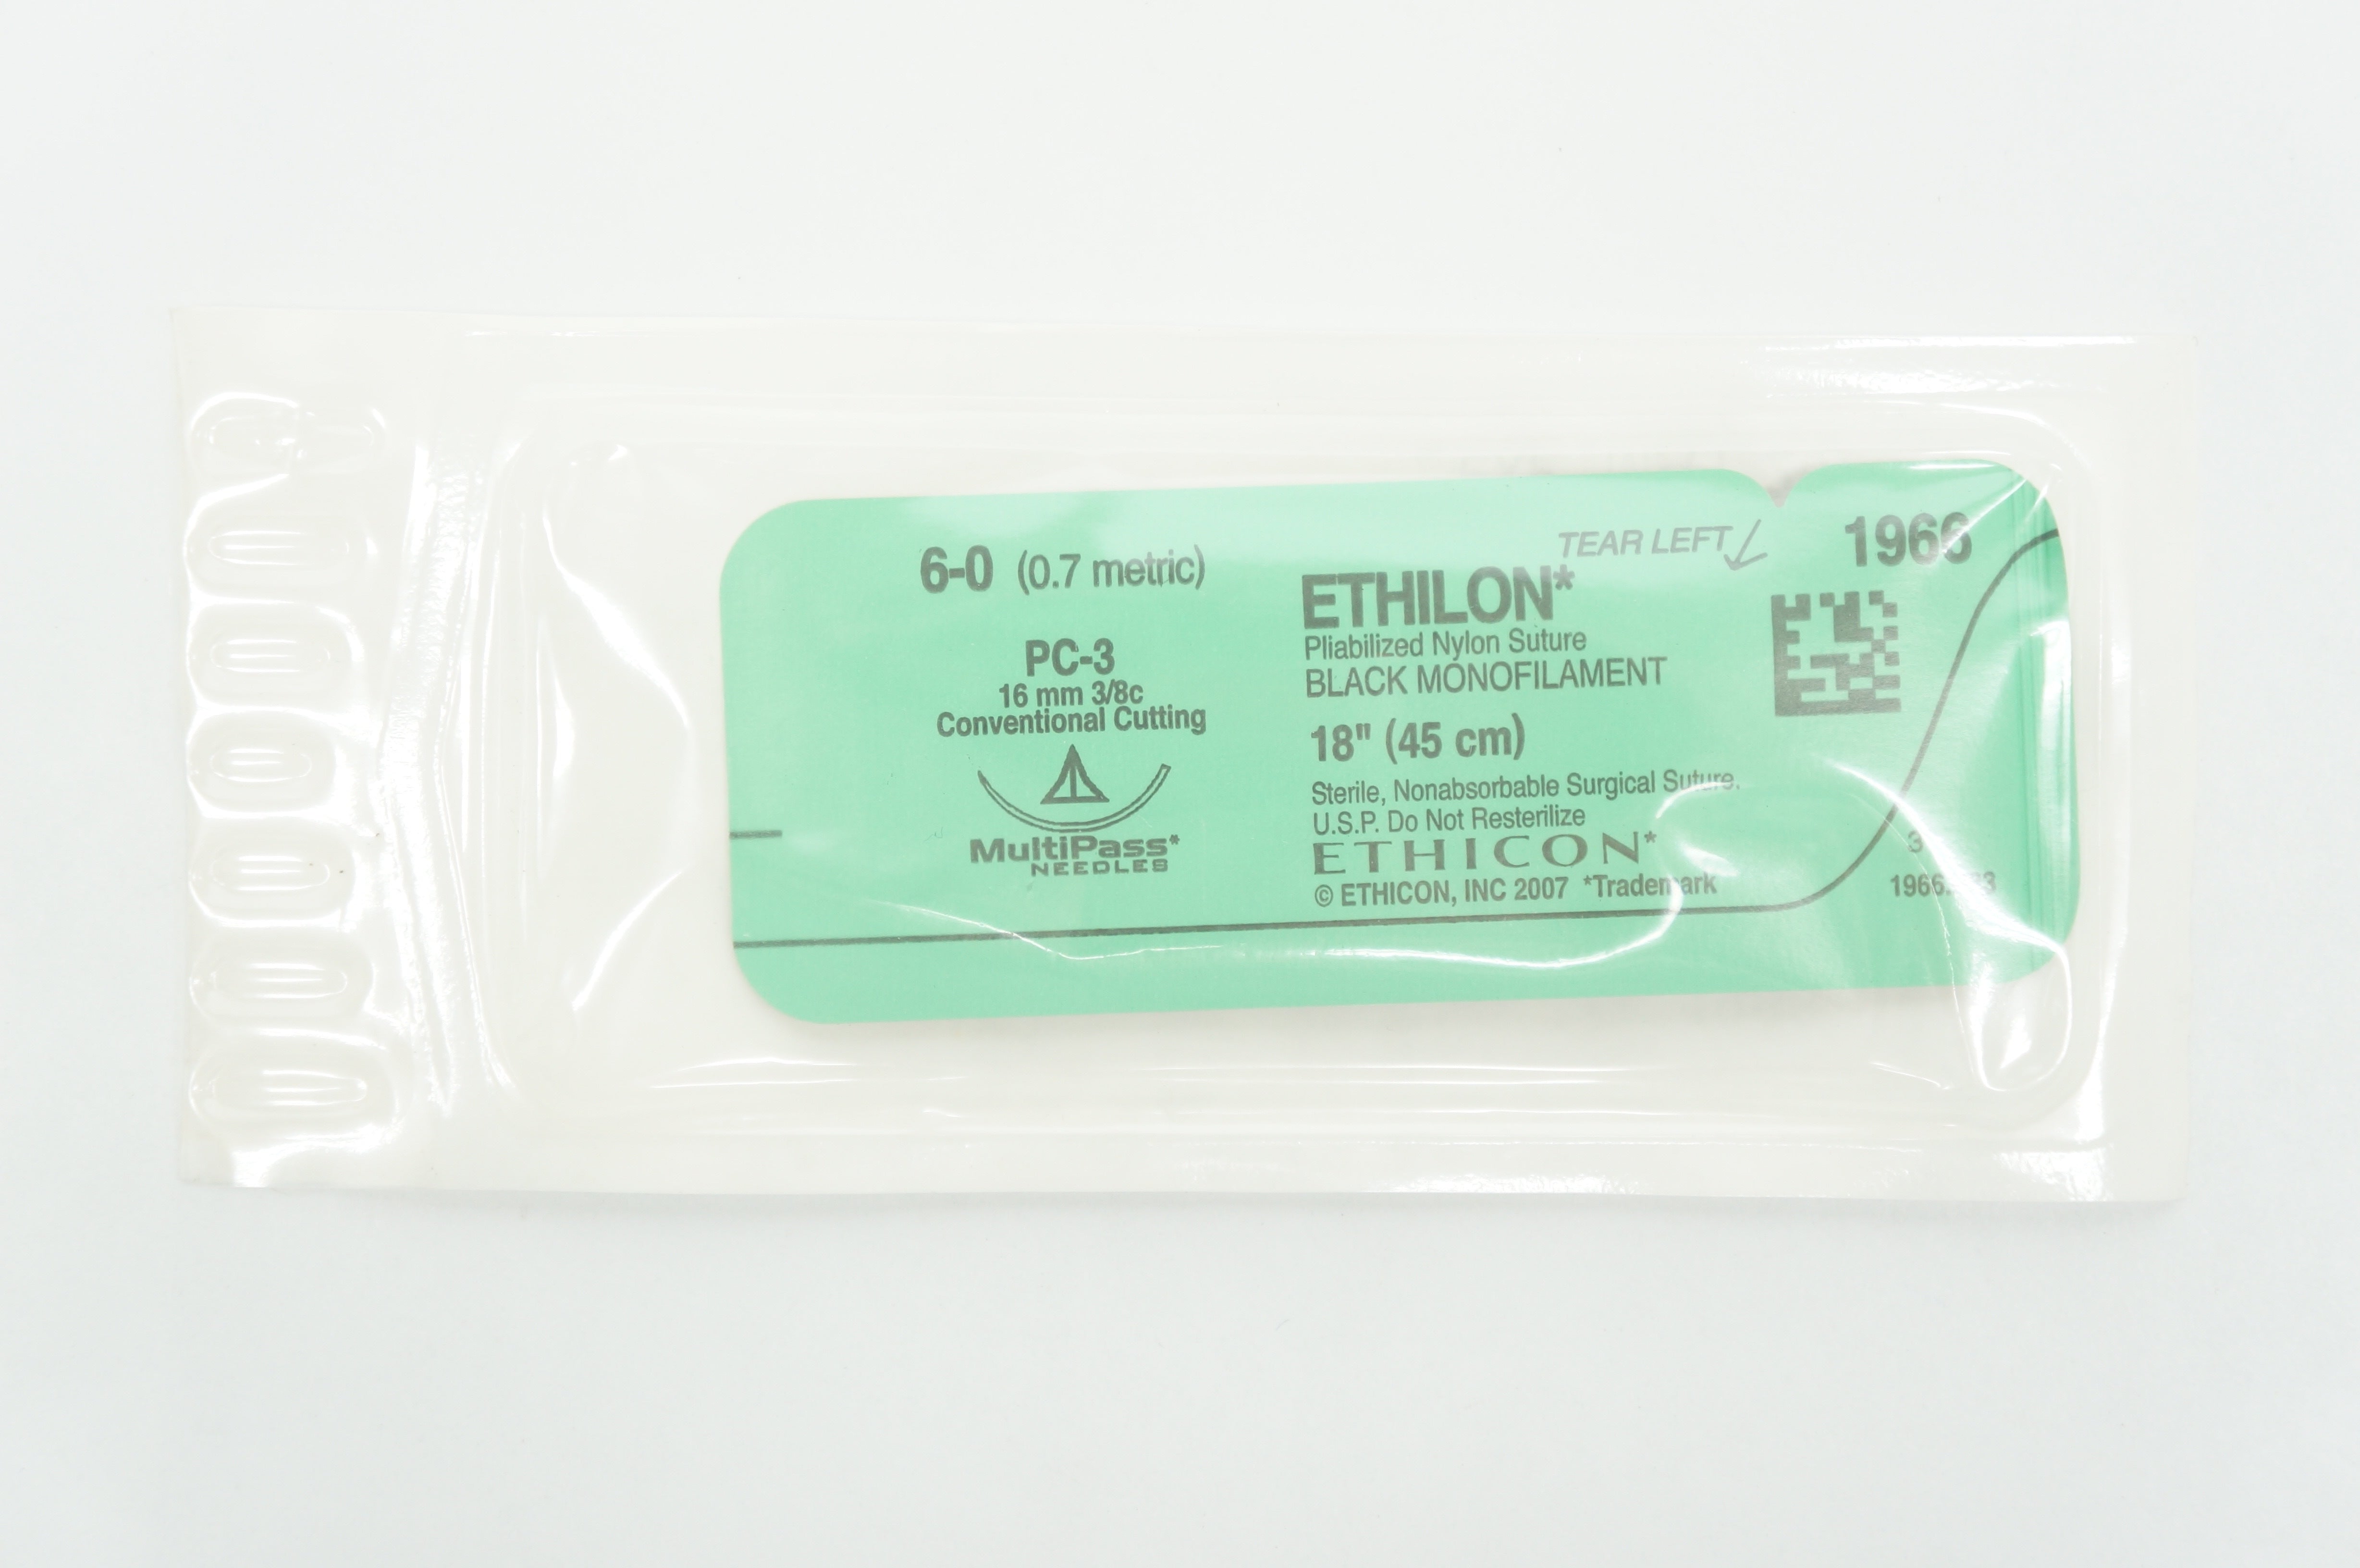 6-0 (0.7 metric)
PC-3
16 mm 3/8c
Conventional Cutting
MultiPass*
NEEDLES
TEAR LEFT
1966
ETHILON*
Pliabilized Nylon Suture
BLACK MONOFILAMENT
18" (45 cm)
Sterile, Nonabsorbable Surgical Suture.
U.S.P. Do Not Resterilize
ETHICON*
© ETHICON, INC 2007 *Trademark
3